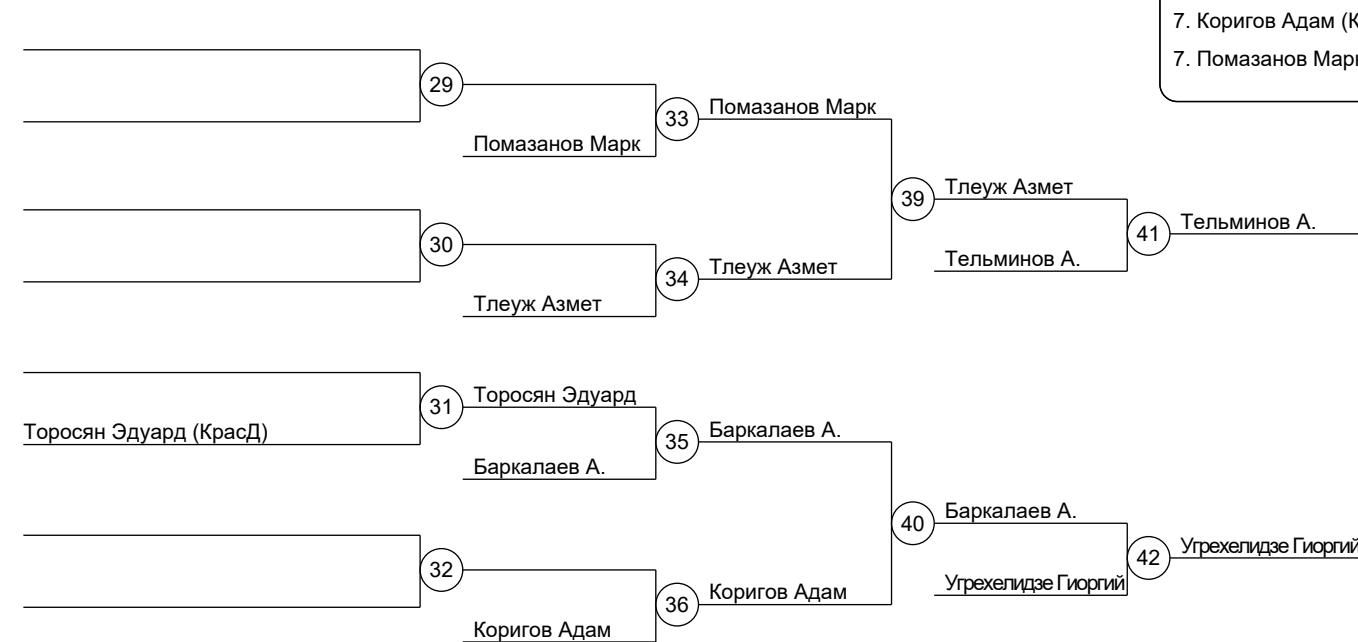 7. Коригов Адам (К
7. Помазанов Марк
29
33 Помазанов Марк
Помазанов Марк
39 Тлеуж Азмет
41 Тельминов А.
30
34 Тлеуж Азмет
Тельминов А.
Тлеуж Азмет
31 Торосян Эдуард
Торосян Эдуард (КрасД)
35 Баркалаев А.
Баркалаев А.
40 Баркалаев А.
42 Угрехелидзе Гиоргий
32
Угрехелидзе Гиоргий
36 Коригов Адам
Коригов Адам